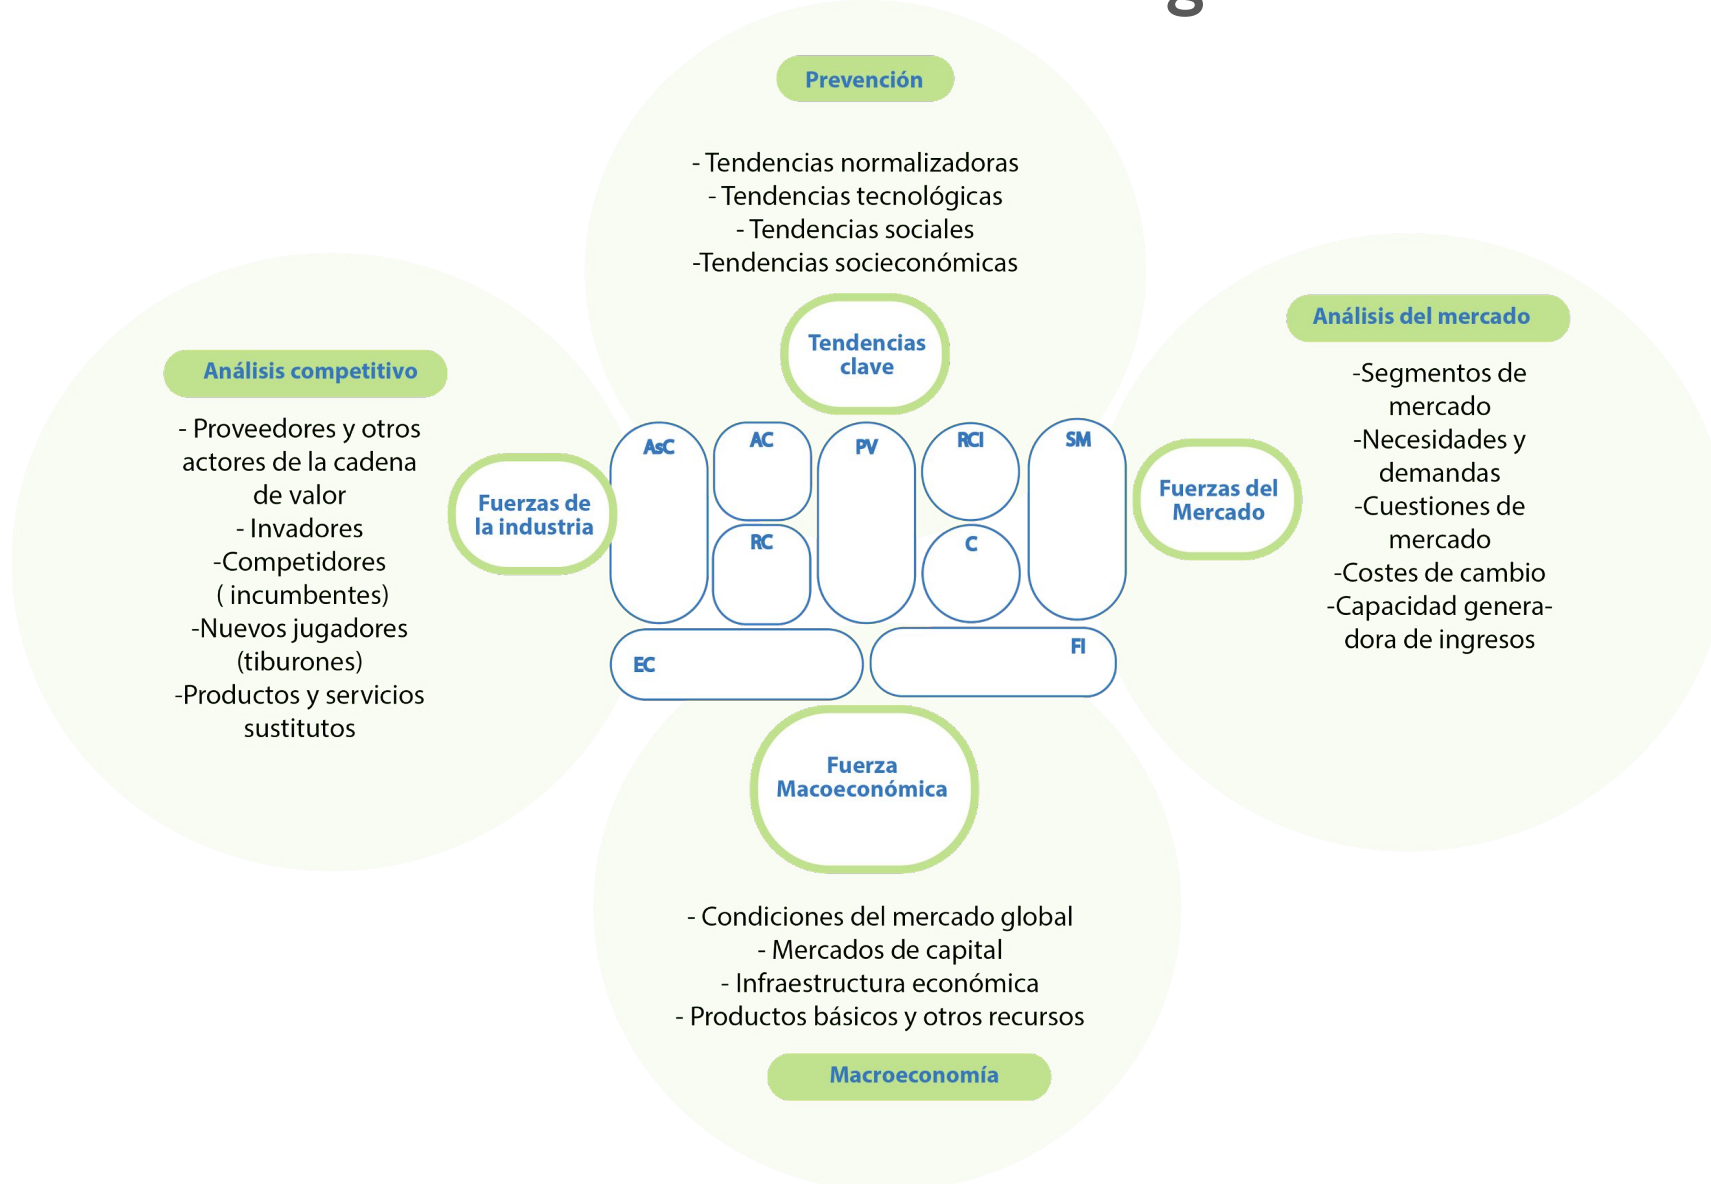 g
Prevención
- Tendencias normalizadoras
- Tendencias tecnológicas
- Tendencias sociales
-Tendencias socieconómicas
Tendencias
clave
Análisis competitivo
- Proveedores y otros
actores de la cadena
de valor
- Invadores
-Competidores
( incumbentes)
-Nuevos jugadores
(tiburones)
-Productos y servicios
sustitutos
Fuerzas de
la industria
AsC
AC
PV
RCI
SM
RC
C
EC
FI
Fuerzas del
Mercado
Análisis del mercado
-Segmentos de
mercado
-Necesidades y
demandas
-Cuestiones de
mercado
-Costes de cambio
-Capacidad genera-
dora de ingresos
Fuerza
Macoeconómica
- Condiciones del mercado global
- Mercados de capital
- Infraestructura económica
- Productos básicos y otros recursos
Macroeconomía